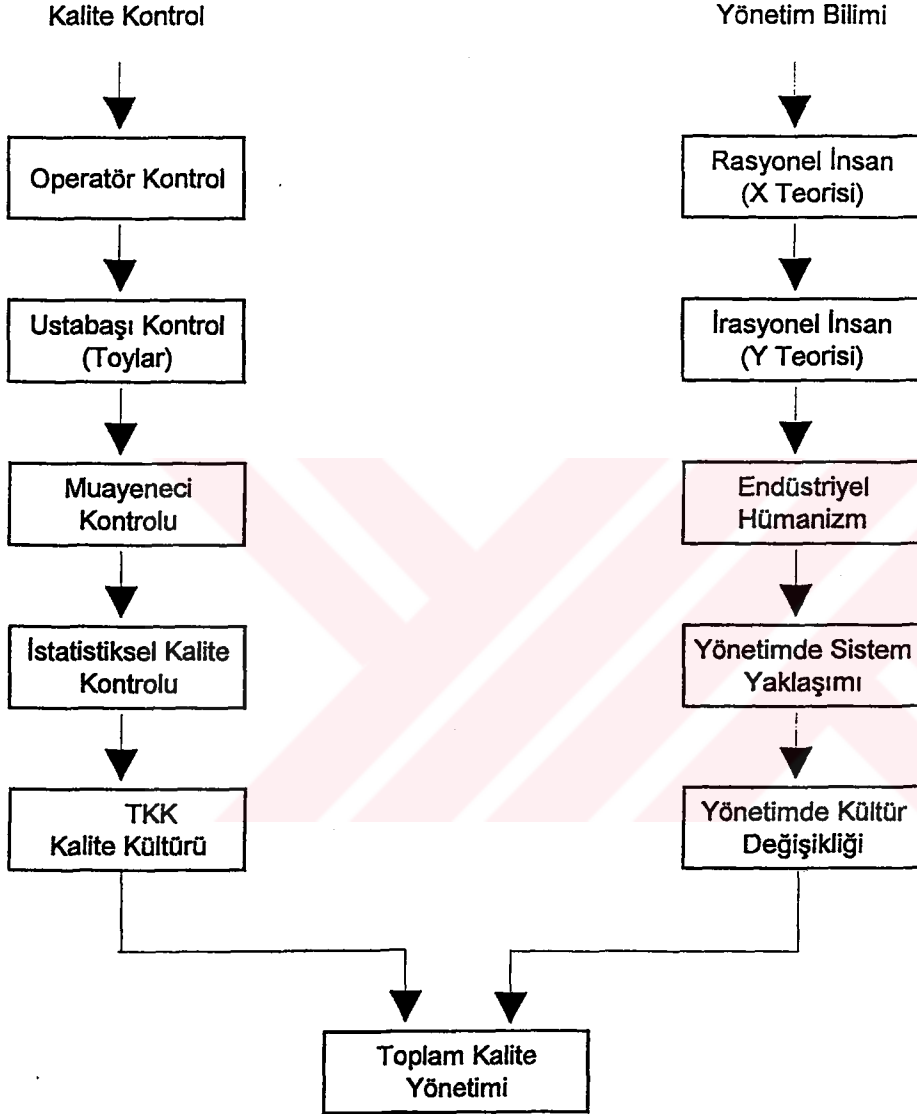 Kalite Kontrol
Operatör Kontrol
Ustabaşı Kontrol
(Toylar)
Muayeneci
Kontrolu
İstatistiksel Kalite
Kontrolu
TKK
Kalite Kültürü
Yönetim Bilimi
Rasyonel İnsan
(X Teorisi)
İrasyonel İnsan
(Y Teorisi)
Endüstriyel
Hümanizm
Yönetimde Sistem
Yaklaşımı
Yönetimde Kültür
Değişikliği
Toplam Kalite
Yönetimi